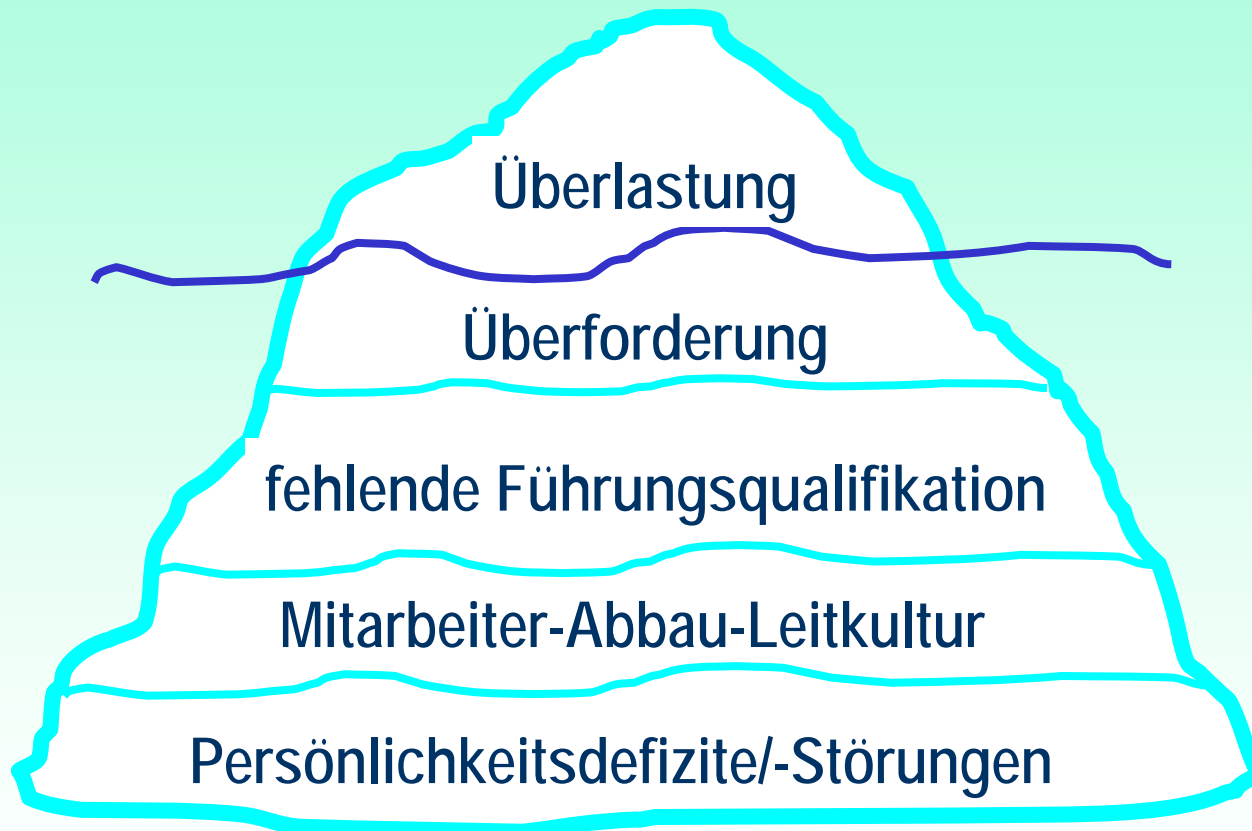 Überlastung
Überforderung
fehlende Führungsqualifikation
Mitarbeiter-Abbau-Leitkultur
Persönlichkeitsdefizite/-Störungen